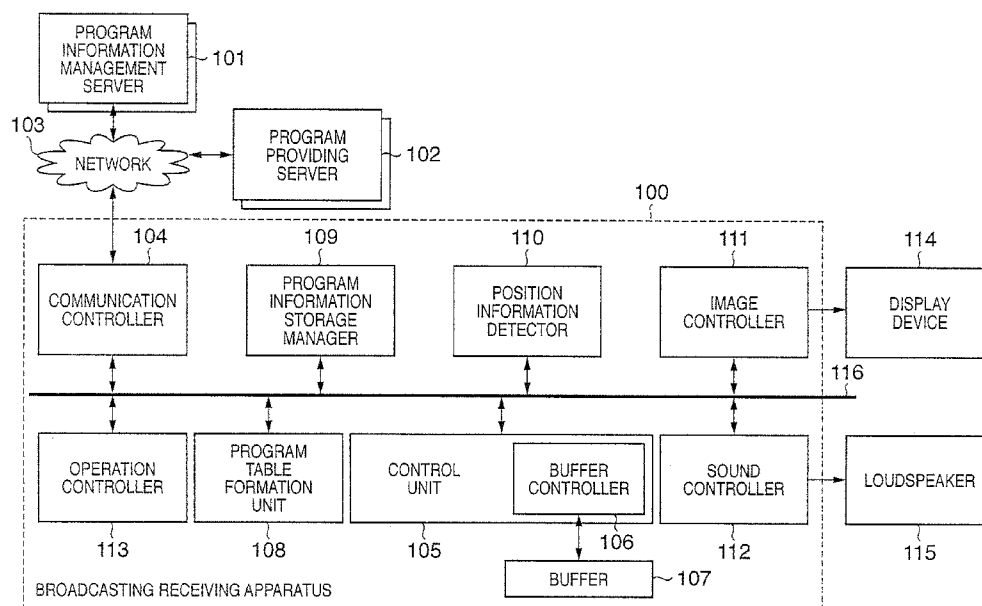 PROGRAM
INFORMATION
MANAGEMENT
SERVER
101
103
NETWORK
PROGRAM
PROVIDING
SERVER
102
100
104
109
110
111
114
COMMUNICATION
CONTROLLER
PROGRAM
INFORMATION
STORAGE
MANAGER
POSITION
INFORMATION
DETECTOR
IMAGE
CONTROLLER
DISPLAY
DEVICE
116
OPERATION
CONTROLLER
PROGRAM
TABLE
FORMATION
UNIT
CONTROL
UNIT
BUFFER
CONTROLLER
SOUND
CONTROLLER
LOUDSPEAKER
113
108
105
106
112
115
BUFFER
107
BROADCASTING RECEIVING APPARATUS